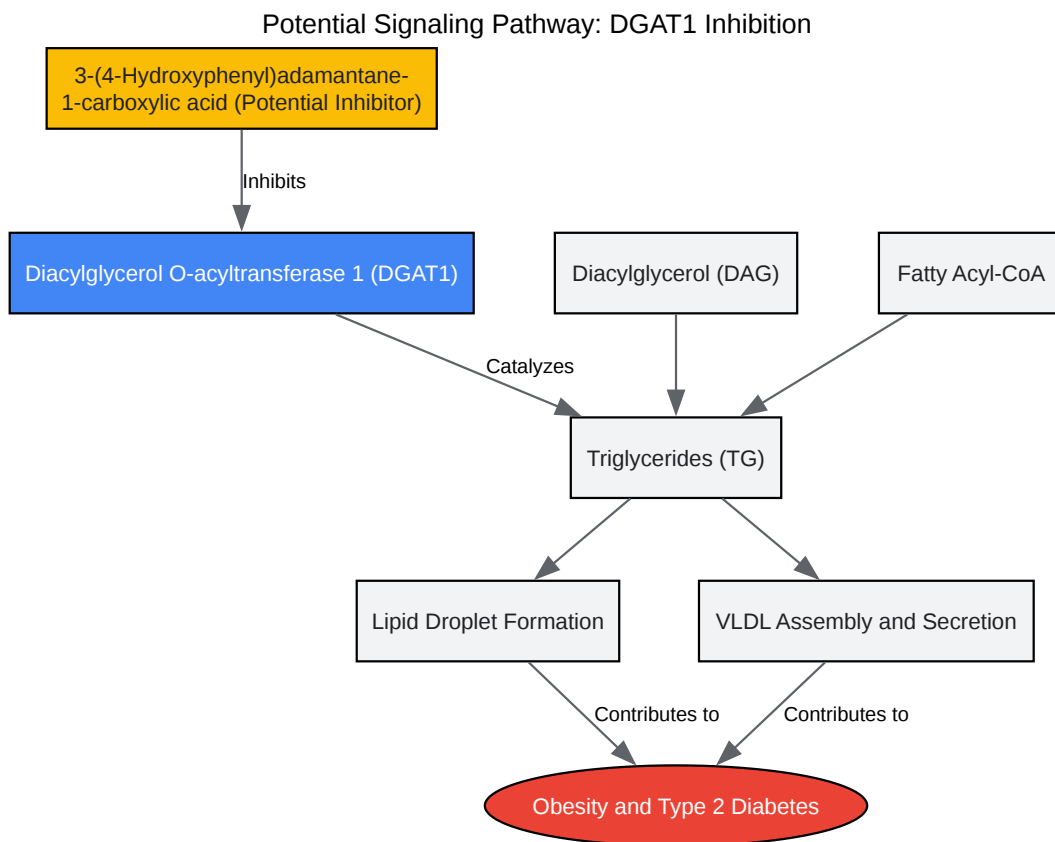 Potential Signaling Pathway: DGAT1 Inhibition
3-(4-Hydroxyphenyl)adamantane-
1-carboxylic acid (Potential Inhibitor)
Inhibits
Diacylglycerol O-acyltransferase 1 (DGAT1)
Diacylglycerol (DAG)
Fatty Acyl-CoA
Catalyzes
Triglycerides (TG)
Lipid Droplet Formation
VLDL Assembly and Secretion
Contributes to
Contributes to
Obesity and Type 2 Diabetes